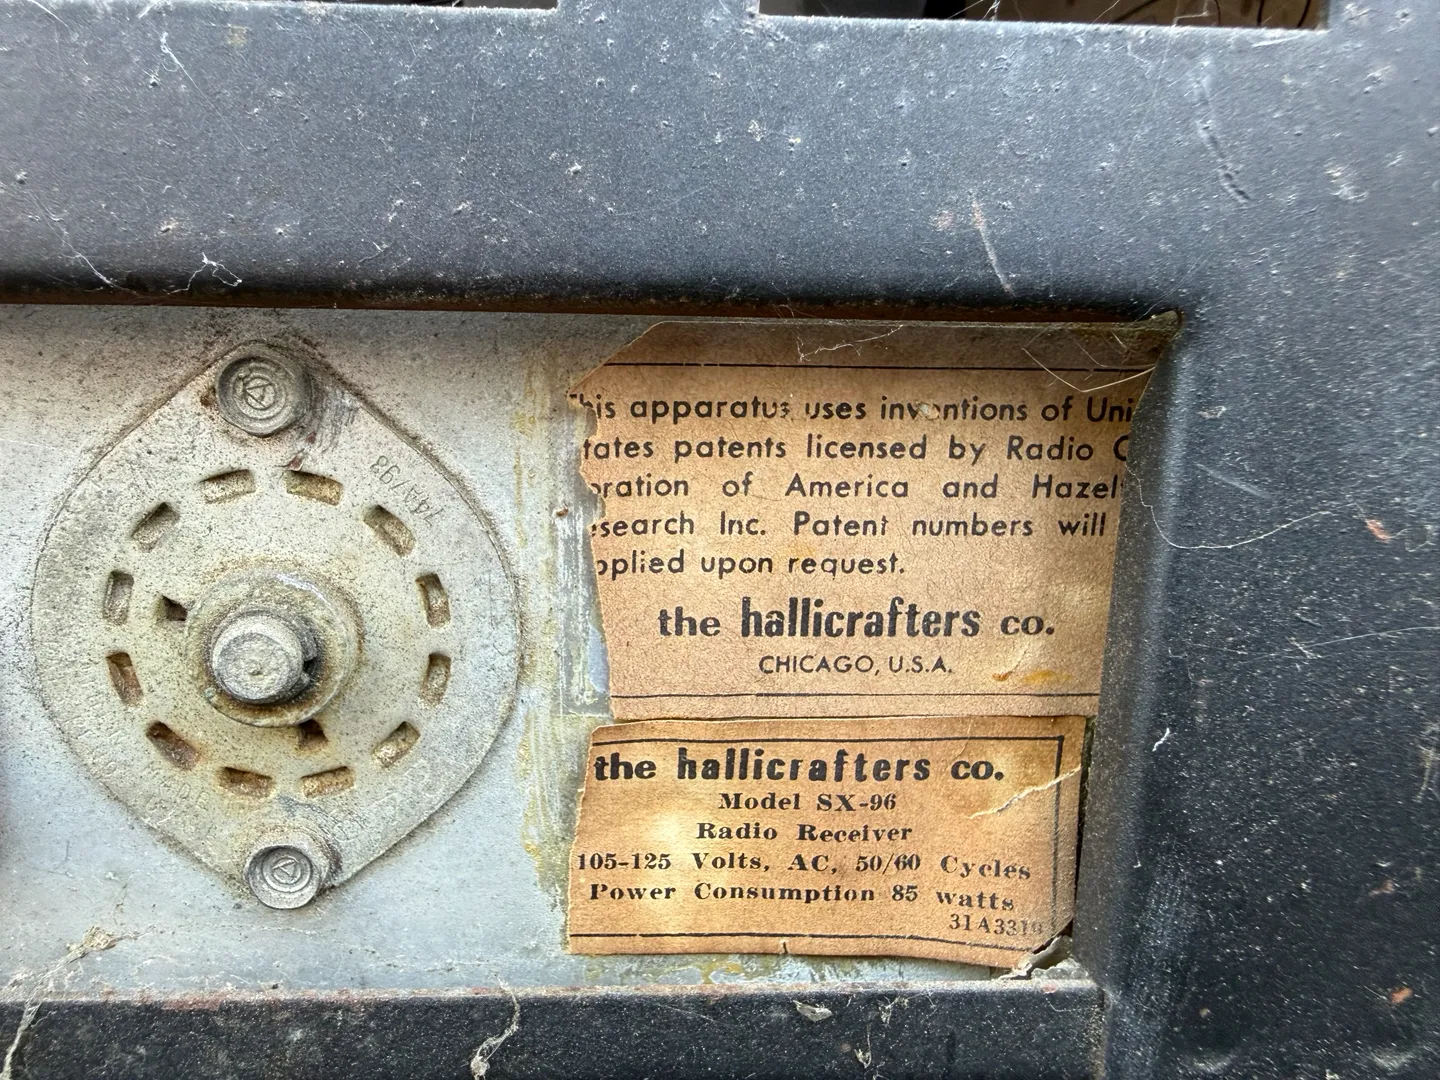 74A798
his apparatus uses inventions of Uni
tates patents licensed by Radio C
oration of America and Hazel
esearch Inc. Patent numbers will
pplied upon request.
the hallicrafters co.
CHICAGO, U.S.A.
the hallicrafters co.
Model SX-96
Radio Receiver
105-125 Volts, AC, 50/60 Cycles
Power Consumption 85 watts